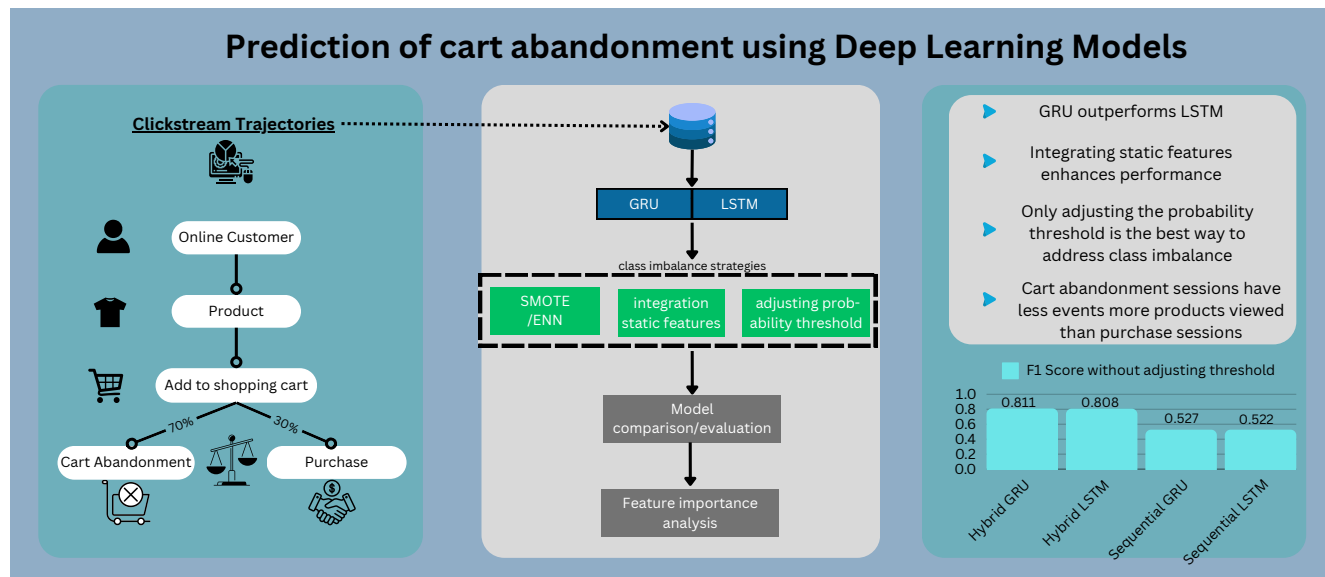 Prediction of cart abandonment using Deep Learning Models
Clickstream Trajectories
Online Customer
Product
Add to shopping cart
70%
30%
Cart Abandonment
Purchase
$
GRU
LSTM
class imbalance strategies
SMOTE
/ENN
integration
static features
adjusting prob-
ability threshold
Model
comparison/evaluation
Feature importance
analysis
GRU outperforms LSTM
Integrating static features
enhances performance
Only adjusting the probability
threshold is the best way to
address class imbalance
Cart abandonment sessions have
less events more products viewed
than purchase sessions
F1 Score without adjusting threshold
1.0
0.8
0.6
0.4
0.2
0.0
0.811
0.808
0.527
0.522
Hybrid GRU
Hybrid LSTM
Sequential GRU
Sequential LSTM